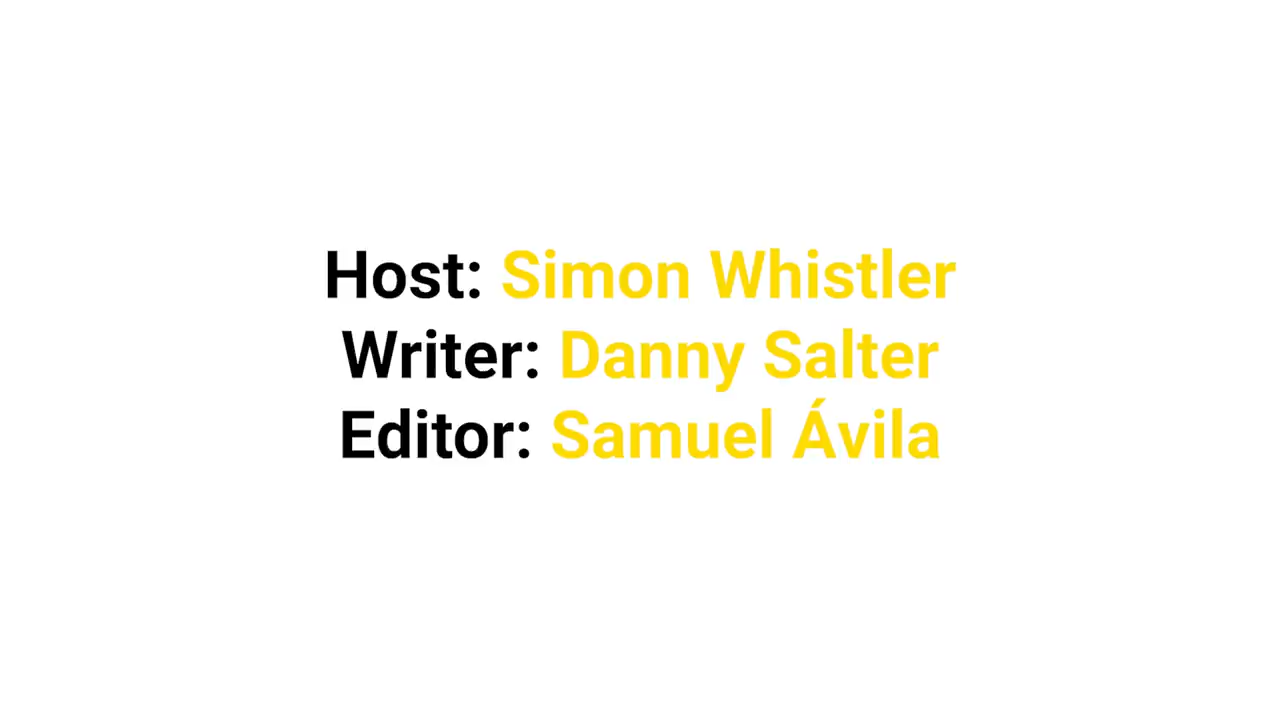 Host: Simon Whistler
Writer: Danny Salter
Editor: Samuel Ávila